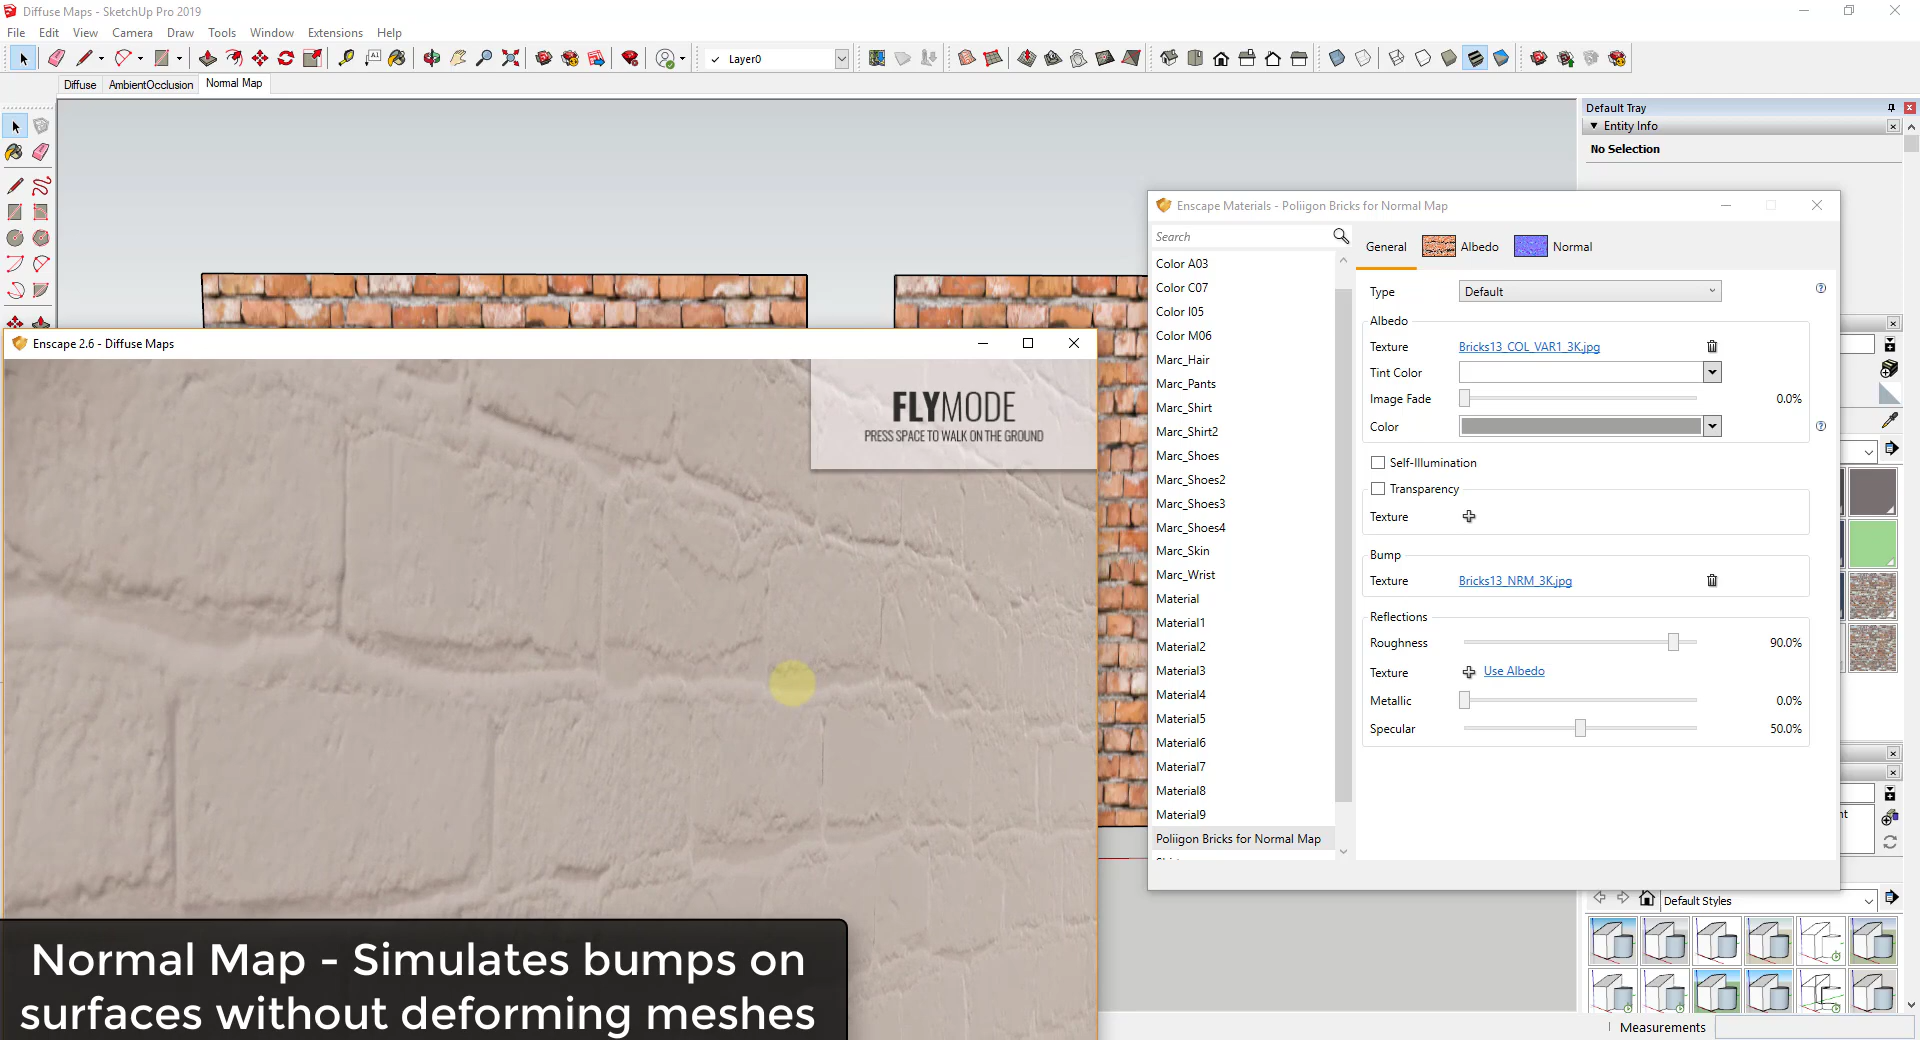 Diffuse Maps - SketchUp Pro 2019
File Edit View Camera Draw Tools Window Extensions Help
Layer0
Diffuse AmbientOcclusion Normal Map
Default Tray
Entity Info
No Selection
Enscape Materials - Poliigon Bricks for Normal Map
Search
Color A03
Color C07
Color I05
Color M06
Marc_Hair
Marc_Pants
Marc_Shirt
Marc_Shirt2
Marc_Shoes
Marc_Shoes2
Marc_Shoes3
Marc_Shoes4
Marc_Skin
Marc_Wrist
Material
Material1
Material2
Material3
Material4
Material5
Material6
Material7
Material8
Material9
Poliigon Bricks for Normal Map
General Albedo Normal
Type Default
Albedo
Texture Bricks13_COL_VAR1_3K.jpg
Tint Color
Image Fade 0.0%
Color
Self-Illumination
Transparency
Texture
Bump
Texture Bricks13_NRM_3K.jpg
Reflections
Roughness 90.0%
Texture Use Albedo
Metallic 0.0%
Specular 50.0%
Enscape 2.6 - Diffuse Maps
FLYMODE
PRESS SPACE TO WALK ON THE GROUND
Normal Map - Simulates bumps on
surfaces without deforming meshes
Default Styles
Measurements